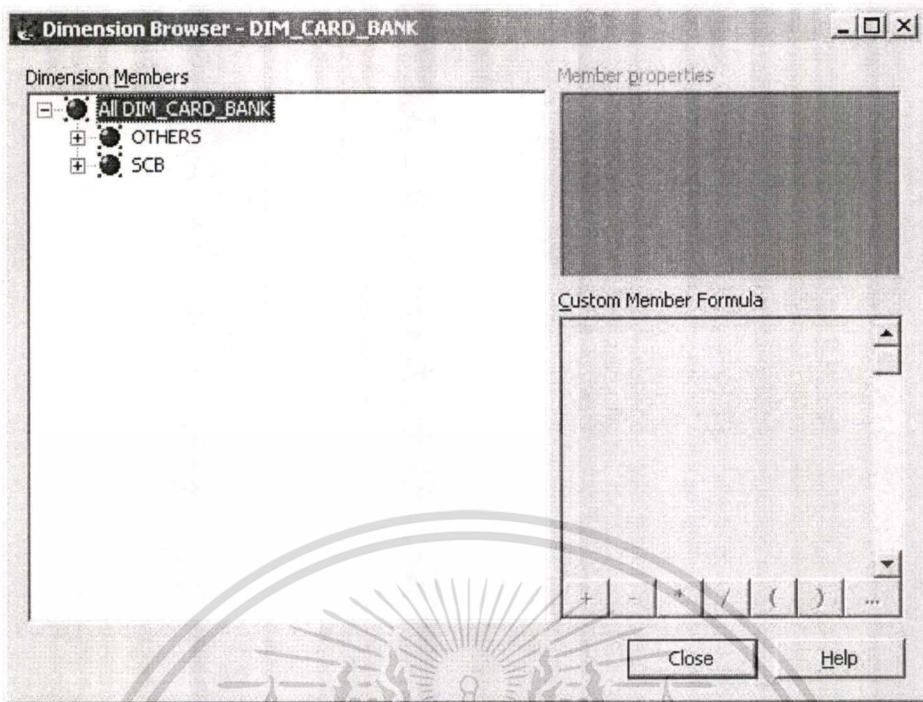 Dimension Browser - DIM_CARD_BANK
Dimension Members
All DIM_CARD_BANK
OTHERS
SCB
Member properties
Custom Member Formula
+ - * / ( ) ...
Close Help